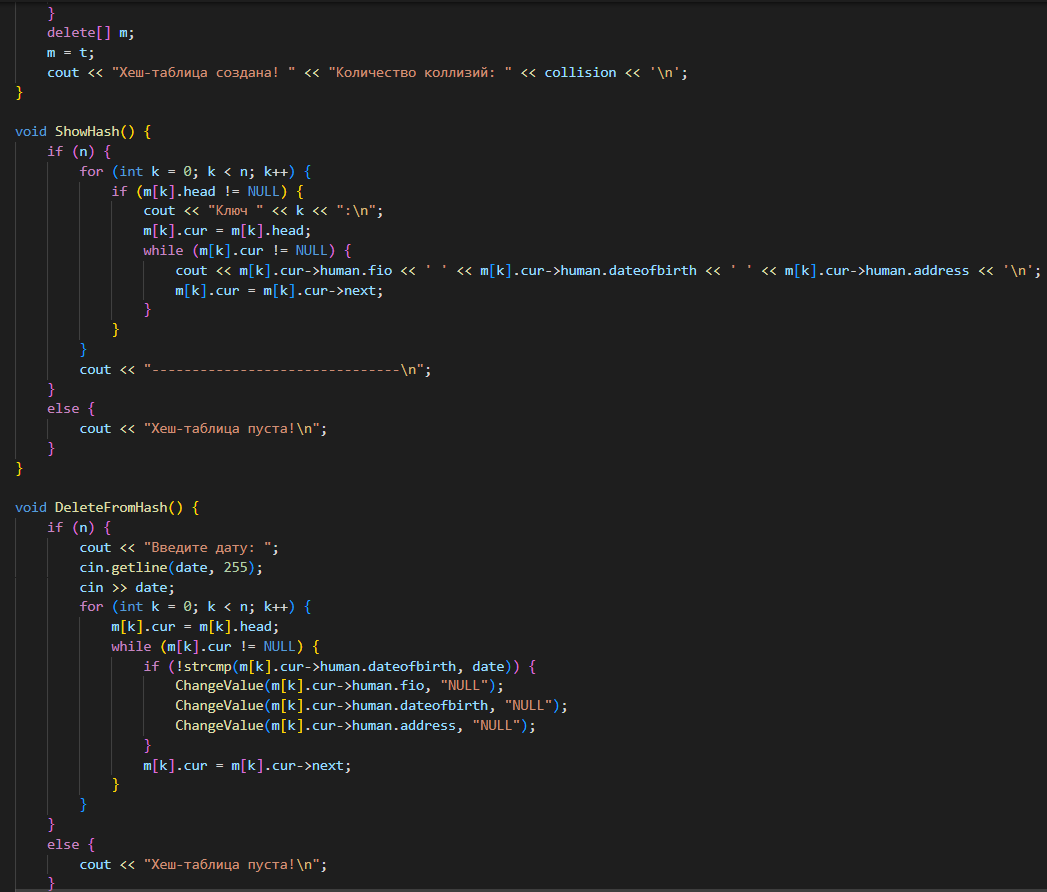 }
    delete[] m;
    m = t;
    cout << "Хеш-таблица создана! " << "Количество коллизий: " << collision << '\n';
}

void ShowHash() {
    if (n) {
        for (int k = 0; k < n; k++) {
            if (m[k].head != NULL) {
                cout << "Ключ " << k << ":\n";
                m[k].cur = m[k].head;
                while (m[k].cur != NULL) {
                    cout << m[k].cur->human.fio << ' ' << m[k].cur->human.dateofbirth << ' ' << m[k].cur->human.address << '\n';
                    m[k].cur = m[k].cur->next;
                }
            }
        }
        cout << "-------------------------------\n";
    }
    else {
        cout << "Хеш-таблица пуста!\n";
    }
}

void DeleteFromHash() {
    if (n) {
        cout << "Введите дату: ";
        cin.getline(date, 255);
        cin >> date;
        for (int k = 0; k < n; k++) {
            m[k].cur = m[k].head;
            while (m[k].cur != NULL) {
                if (!strcmp(m[k].cur->human.dateofbirth, date)) {
                    ChangeValue(m[k].cur->human.fio, "NULL");
                    ChangeValue(m[k].cur->human.dateofbirth, "NULL");
                    ChangeValue(m[k].cur->human.address, "NULL");
                }
                m[k].cur = m[k].cur->next;
            }
        }
    }
    else {
        cout << "Хеш-таблица пуста!\n";
    }